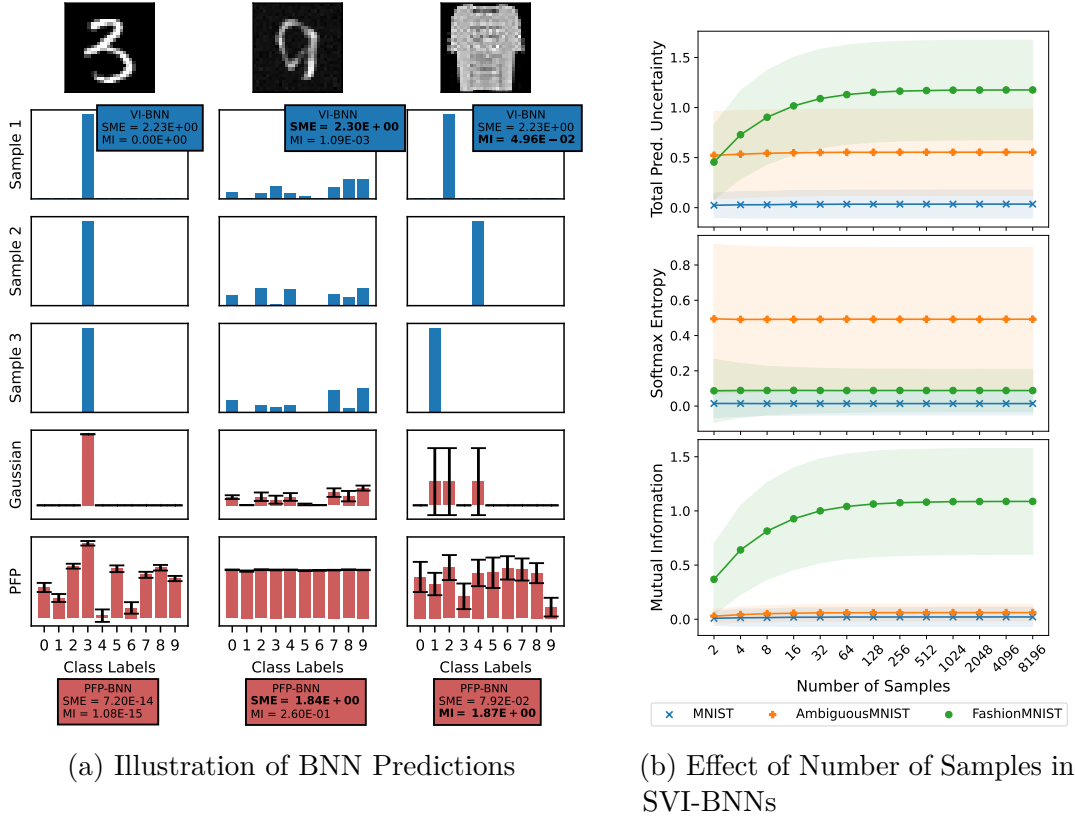 VI-BNN
SME = 2.23E+00
MI = 0.00E+00
VI-BNN
SME = 2.30E + 00
MI = 1.09E-03
VI-BNN
SME = 2.23E+00
MI = 4.96E − 02
Sample 1
Sample 2
Sample 3
Gaussian
PFP
0 1 2 3 4 5 6 7 8 9
0 1 2 3 4 5 6 7 8 9
0 1 2 3 4 5 6 7 8 9
Class Labels
Class Labels
Class Labels
PFP-BNN
SME = 7.20E-14
MI = 1.08E-15
PFP-BNN
SME = 1.84E + 00
MI = 2.60E-01
PFP-BNN
SME = 7.92E-02
MI = 1.87E + 00
(a) Illustration of BNN Predictions
Total Pred. Uncertainty
1.5
1.0
0.5
0.0
Softmax Entropy
0.8
0.6
0.4
0.2
0.0
Mutual Information
1.5
1.0
0.5
0.0
2 4 8 16 32 64 128 256 512 1024 2048 4096 8196
Number of Samples
MNIST
AmbiguousMNIST
FashionMNIST
(b) Effect of Number of Samples in
SVI-BNNs